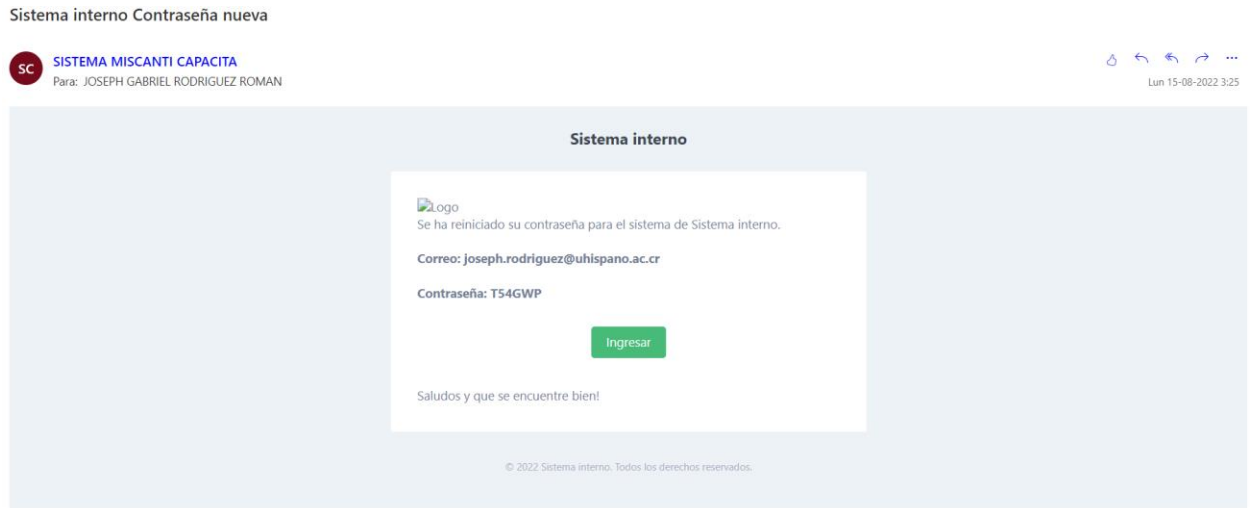 Sistema interno Contraseña nueva
SC
SISTEMA MISCANTI CAPACITA
Para: JOSEPH GABRIEL RODRIGUEZ ROMAN
Lun 15-08-2022 3:25
Sistema interno
Logo
Se ha reiniciado su contraseña para el sistema de Sistema interno.
Correo: joseph.rodriguez@uhispano.ac.cr
Contraseña: T54GWP
Ingresar
Saludos y que se encuentre bien!
© 2022 Sistema interno. Todos los derechos reservados.